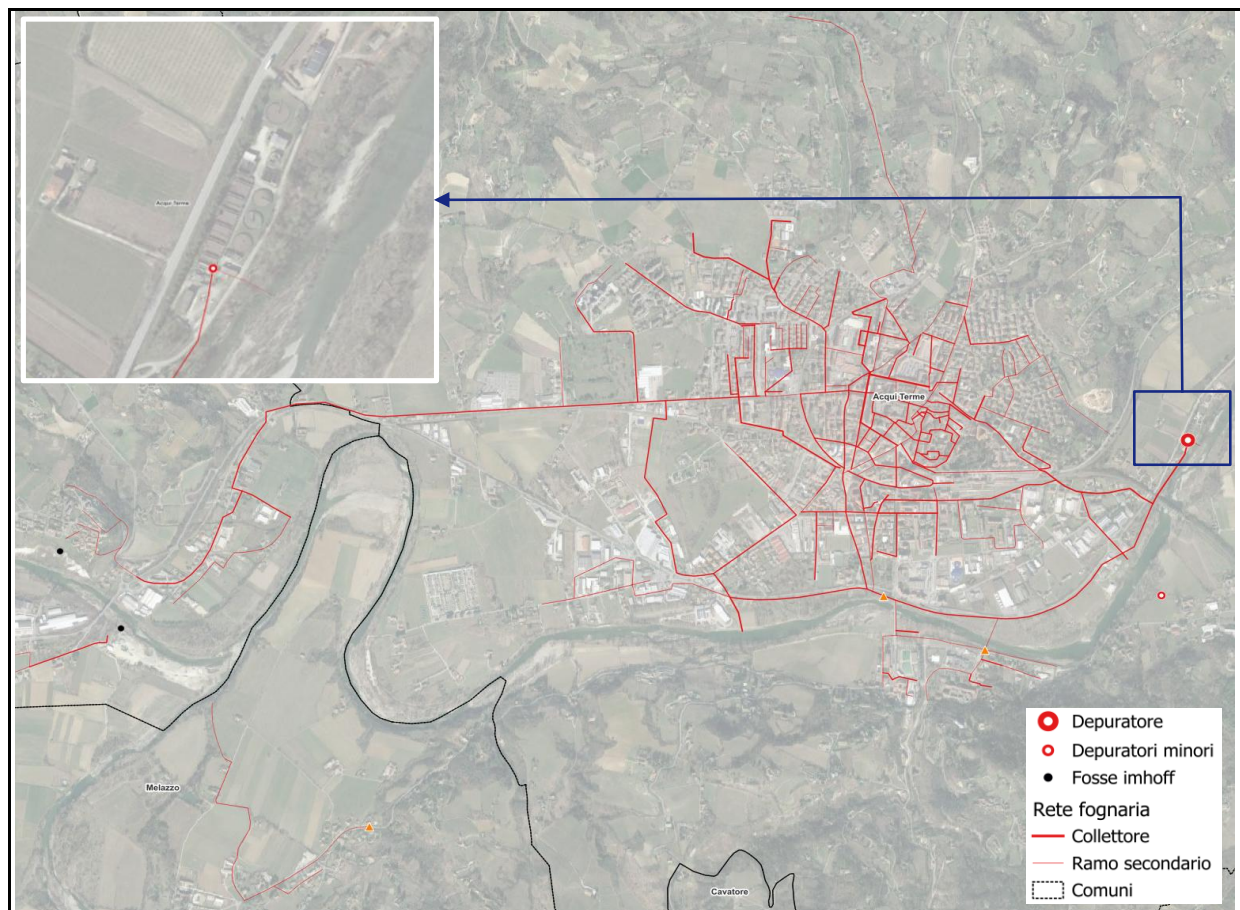 Acqui Terme
Acqui Terme
Melazzo
Cavatore
Depuratore
Depuratori minori
Fosse imhoff
Rete fognaria
Collettore
Ramo secondario
Comuni